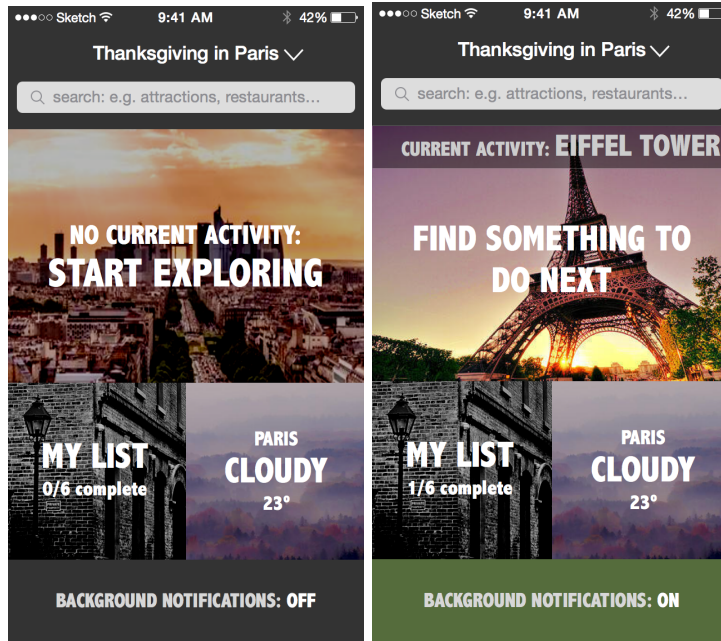 Sketch 9:41 AM 42%
Thanksgiving in Paris
search: e.g. attractions, restaurants...
NO CURRENT ACTIVITY:
START EXPLORING
MY LIST
0/6 complete
PARIS
CLOUDY
23º
BACKGROUND NOTIFICATIONS: OFF
Sketch 9:41 AM 42%
Thanksgiving in Paris
search: e.g. attractions, restaurants...
CURRENT ACTIVITY: EIFFEL TOWER
FIND SOMETHING TO
DO NEXT
MY LIST
1/6 complete
PARIS
CLOUDY
23º
BACKGROUND NOTIFICATIONS: ON